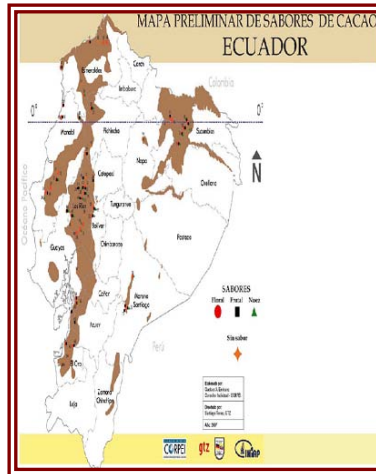 MAPA PRELIMINAR DE SABORES DE CACAO
ECUADOR
Esmeraldas
Carchi
Imbabura
Colombia
0°
0°
Manabí
Pichincha
Sucumbios
Napo
Cotopaxi
Orellana
N
Océano Pacífico
Los Ríos
Tungurahua
Bolívar
Pastaza
Guayas
Chimborazo
Cañar
Morona
Santiago
Azuay
Perú
El Oro
Loja
Zamora
Chinchipe
SABORES
Floral Frutal Nuez
Sin sabor
CORPEI gtz INIAP